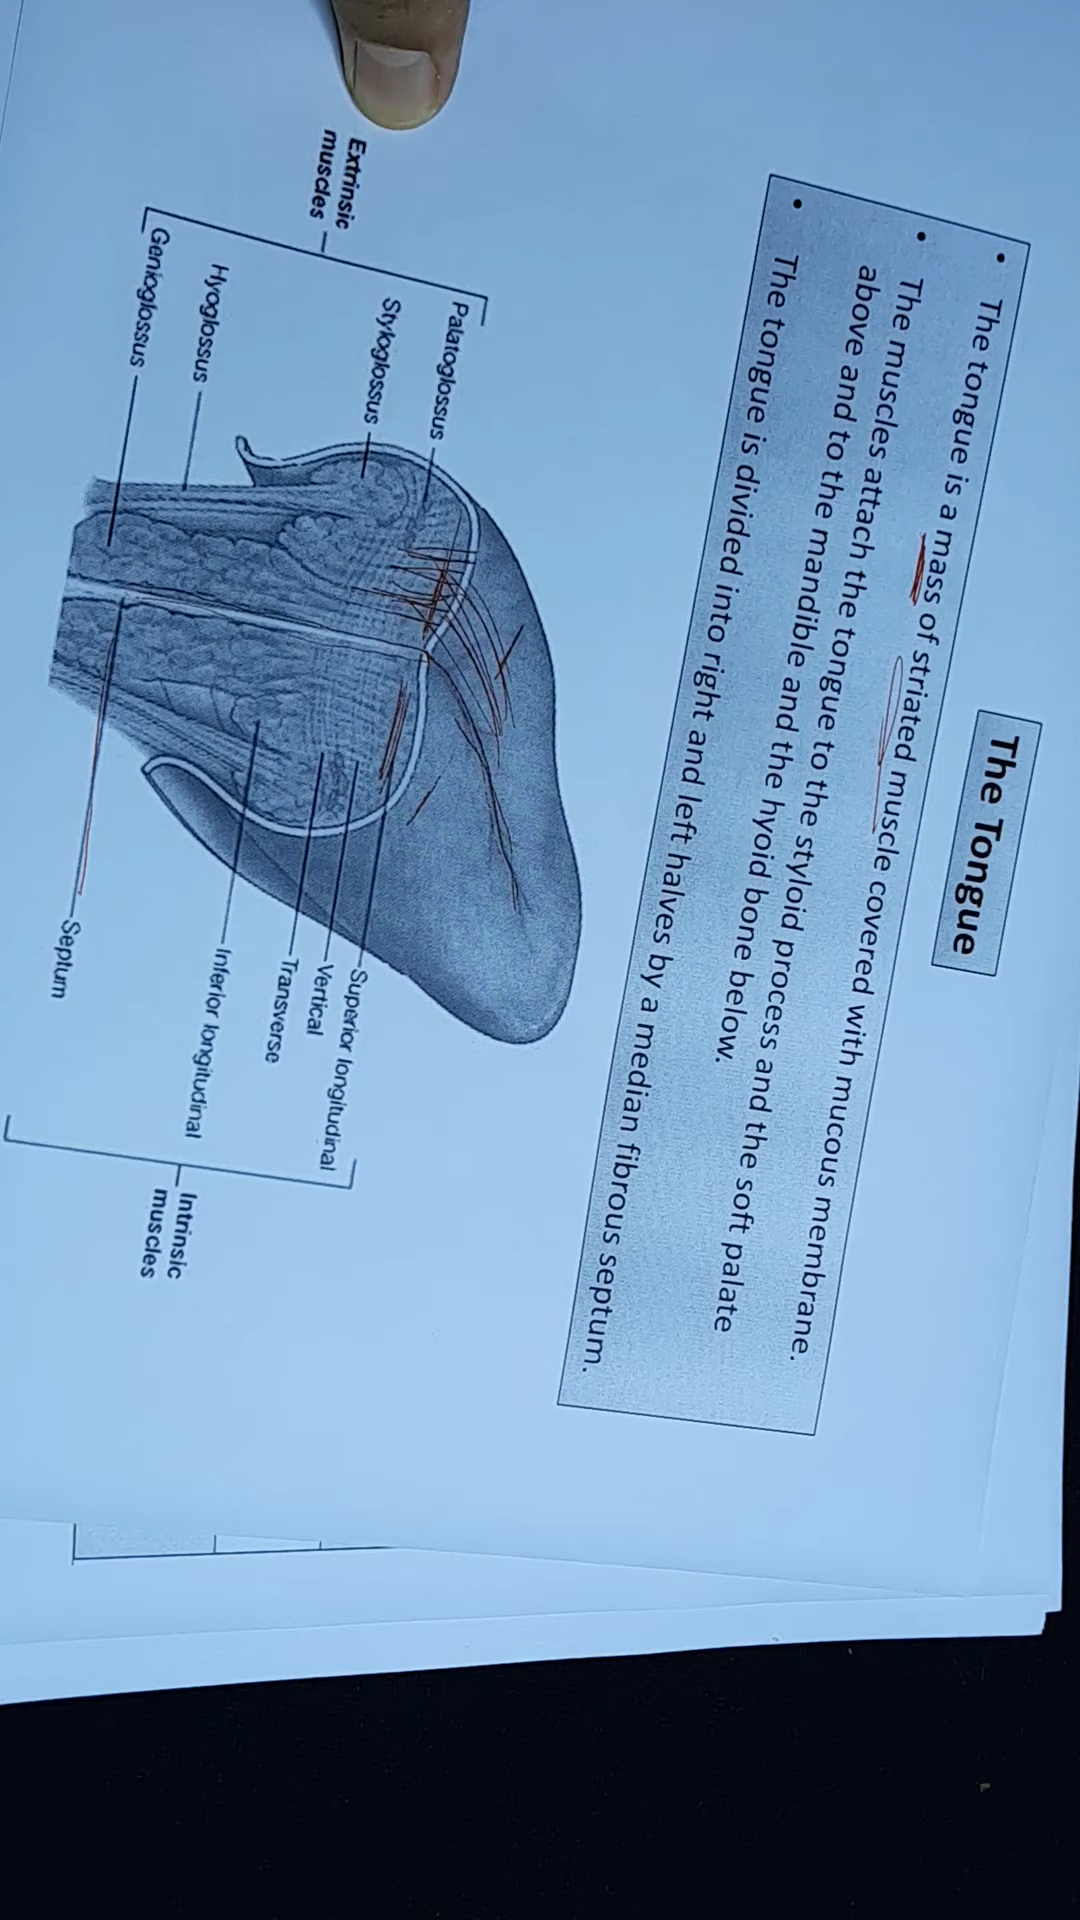 The Tongue
• The tongue is a mass of striated muscle covered with mucous membrane.
• The muscles attach the tongue to the styloid process and the soft palate
above and to the mandible and the hyoid bone below.
• The tongue is divided into right and left halves by a median fibrous septum.
Extrinsic
muscles
Palatoglossus
Styloglossus
Hyoglossus
Genioglossus
Superior longitudinal
Vertical
Transverse
Inferior longitudinal
Septum
Intrinsic
muscles